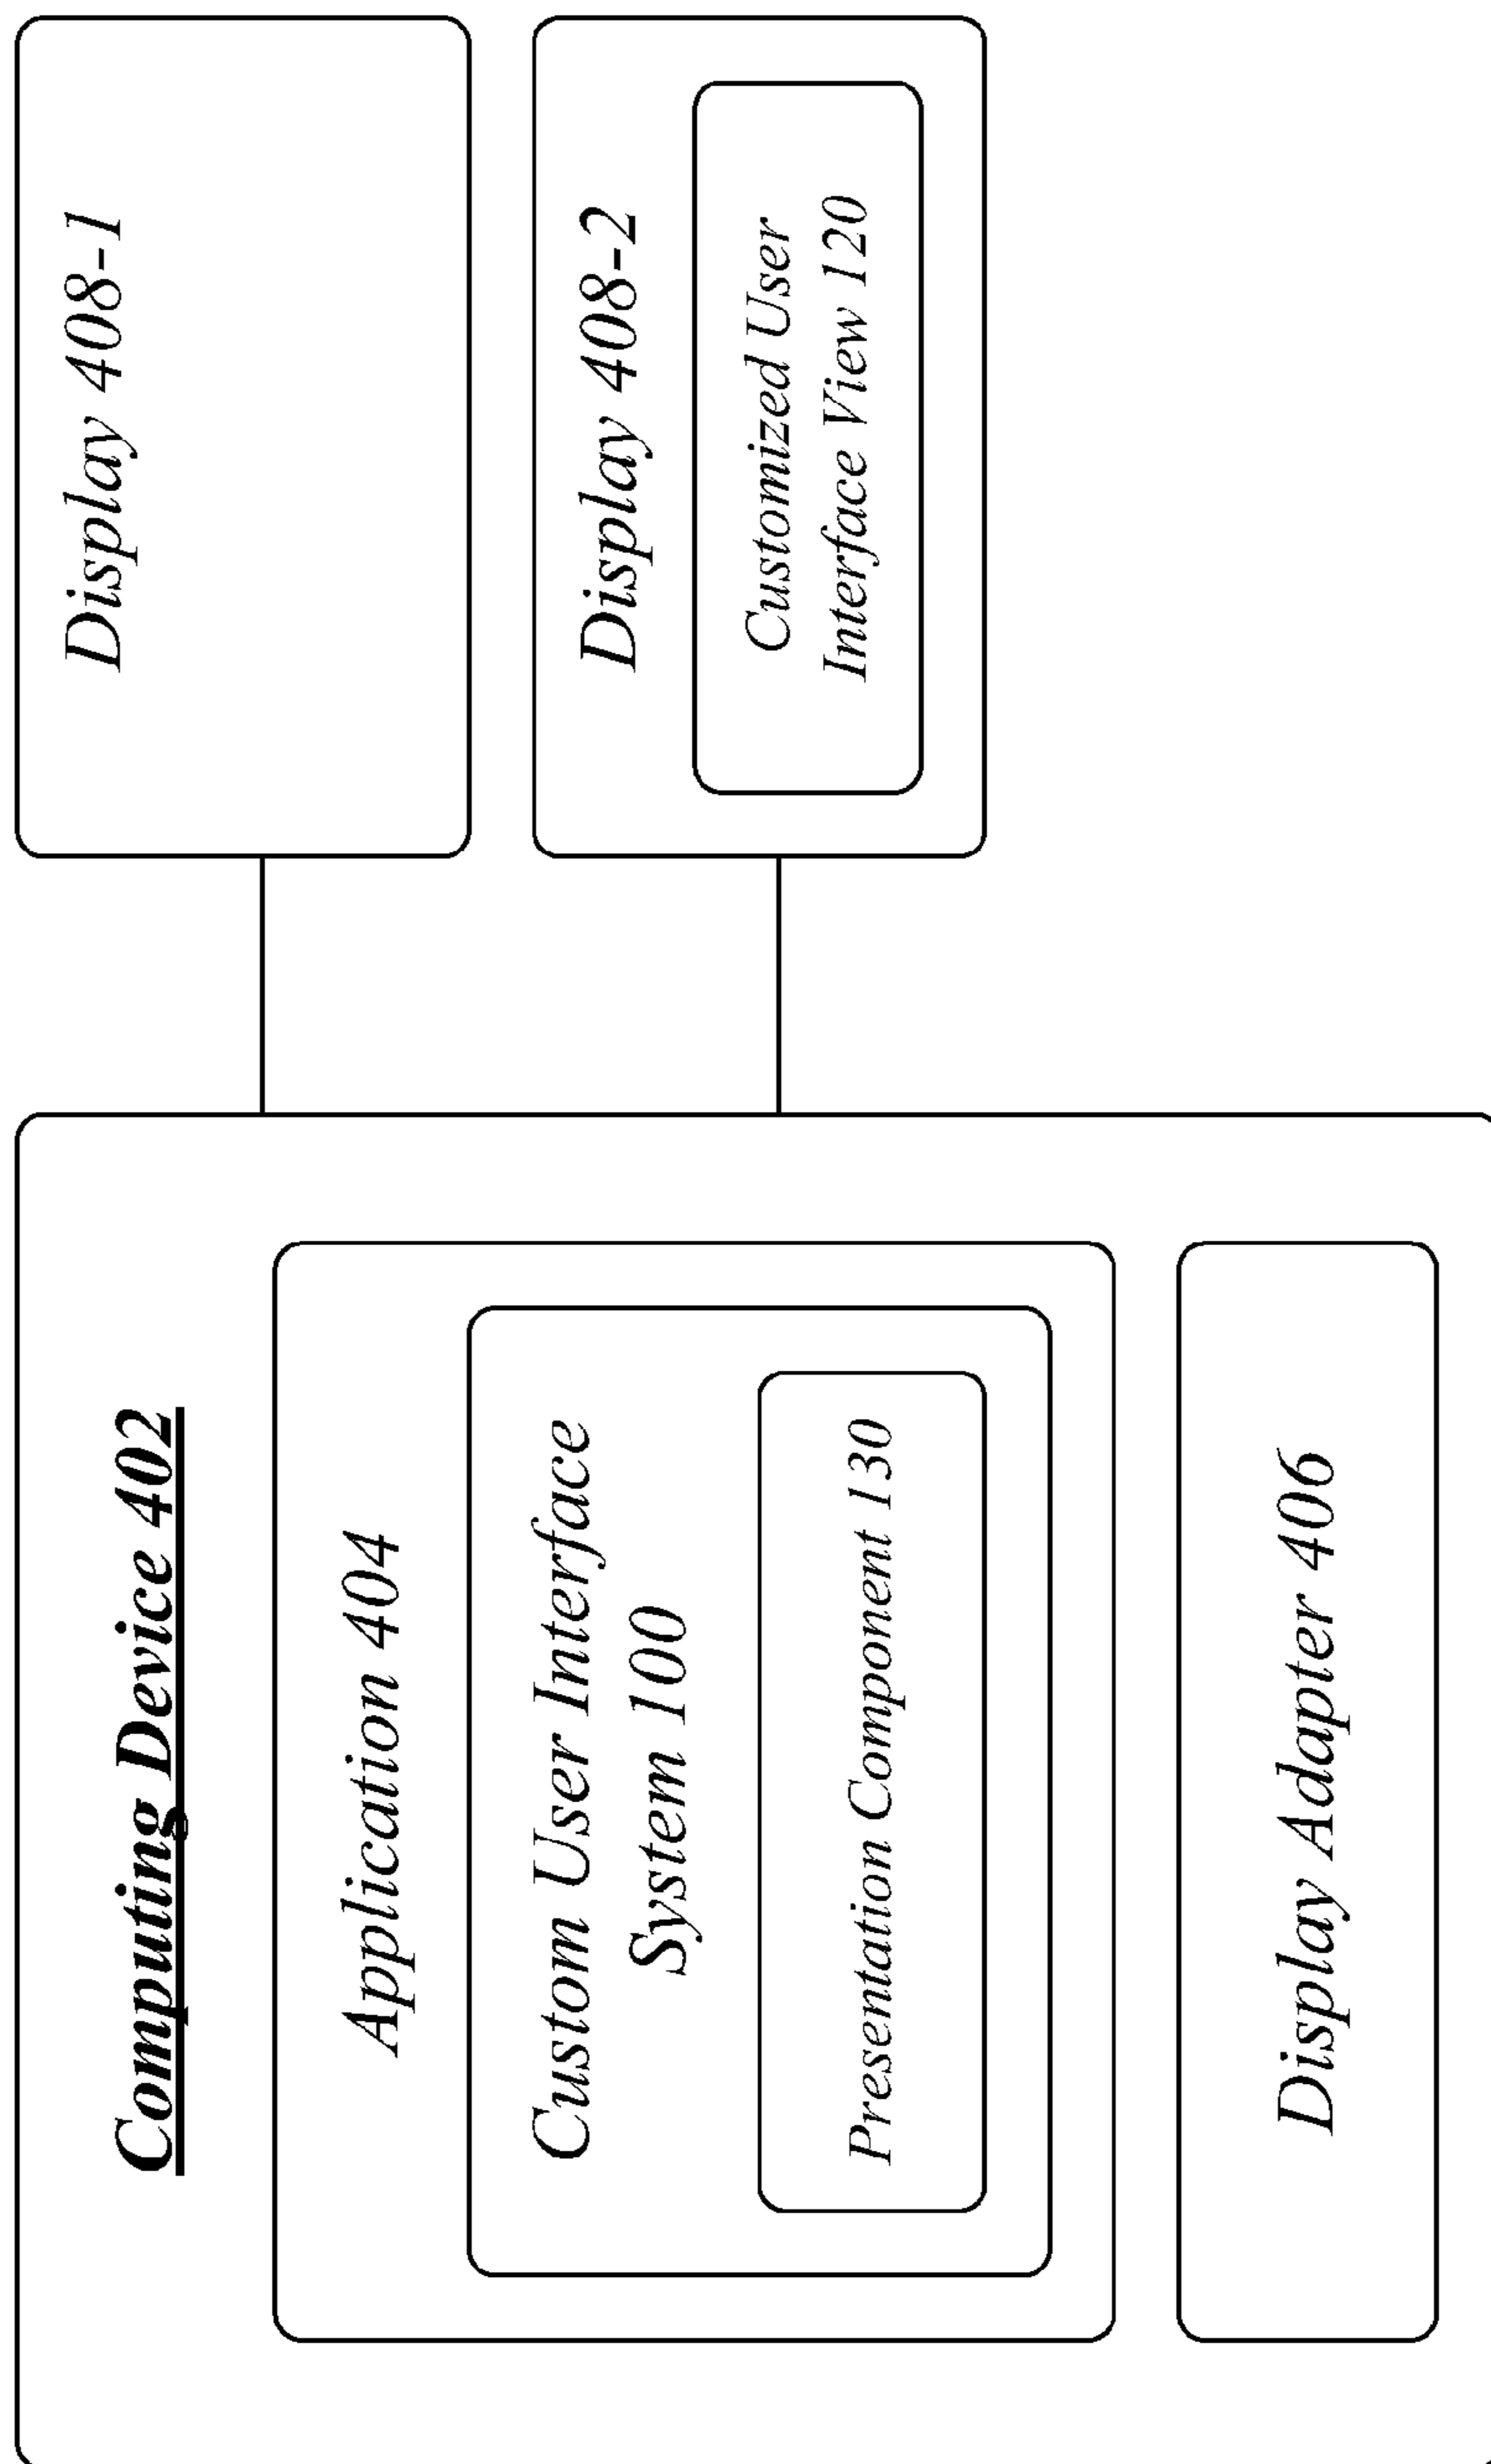 Computing Device 402
Application 404
Custom User Interface
System 100
Presentation Component 130
Display Adapter 406
Display 408-1
Display 408-2
Customized User
Interface View 120